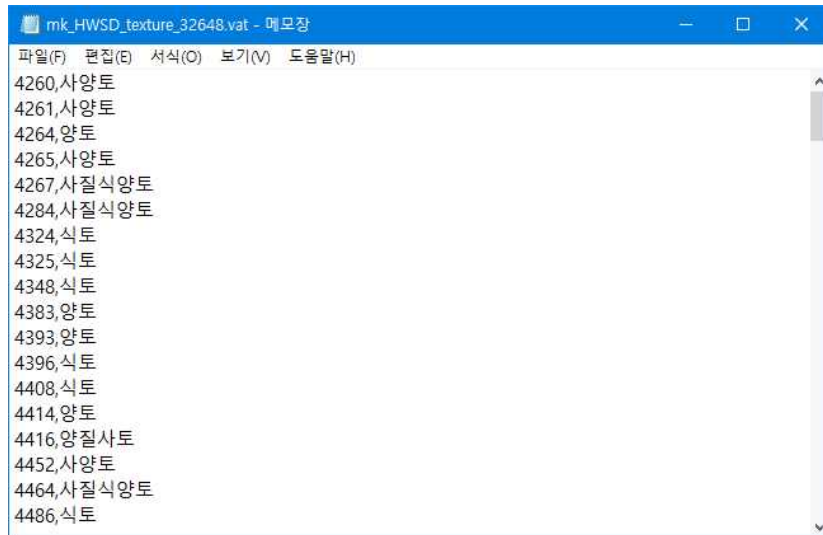 mk_HWSD_texture_32648.vat - 메모장
파일(F) 편집(E) 서식(O) 보기(V) 도움말(H)
4260,사양토
4261,사양토
4264,양토
4265,사양토
4267,사질식양토
4284,사질식양토
4324,식토
4325,식토
4348,식토
4383,양토
4393,양토
4396,식토
4408,식토
4414,양토
4416,양질사토
4452,사양토
4464,사질식양토
4486,식토